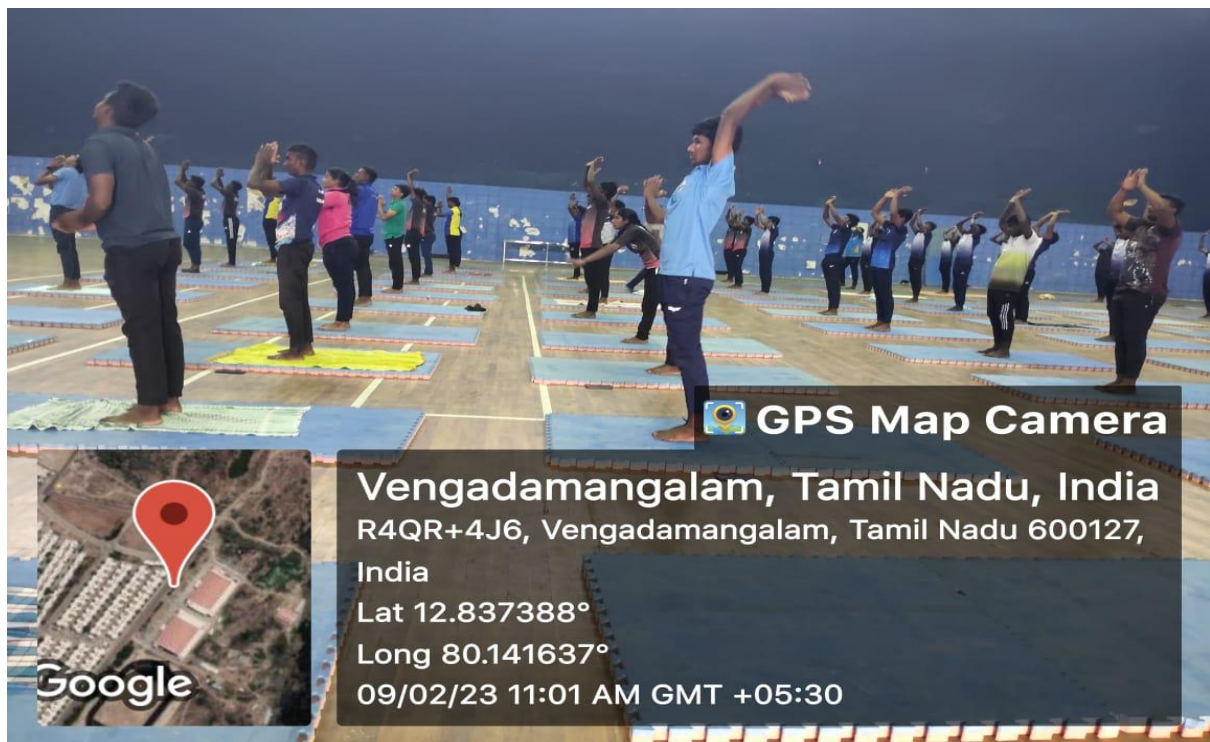 GPS Map Camera
Vengadamangalam, Tamil Nadu, India
R4QR+4J6, Vengadamangalam, Tamil Nadu 600127,
India
Lat 12.837388°
Long 80.141637°
09/02/23 11:01 AM GMT +05:30
Google